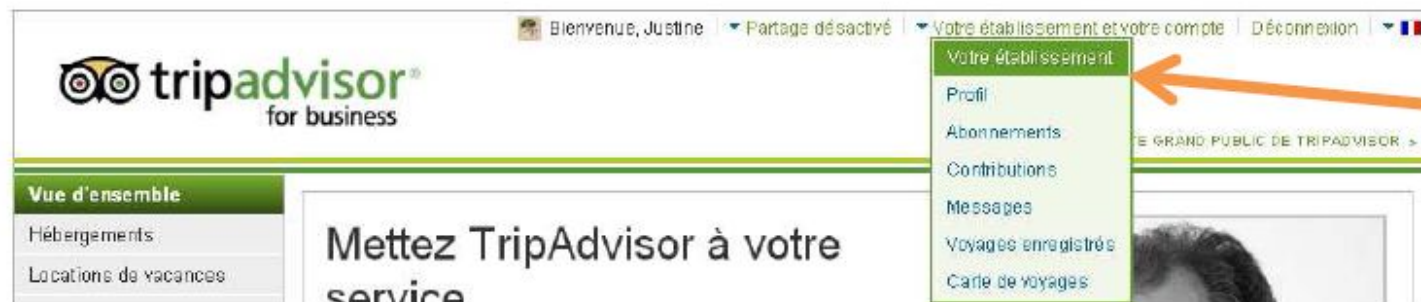 Bienvenue, Justine | Partage désactivé | Votre établissement et votre compte | Déconnexion |
tripadvisor®
for business
Votre établissement
Profil
Abonnements
Contributions
Messages
Voyages enregistrés
Carte de voyages
GRAND PUBLIC DE TRIPADVISOR >
Vue d'ensemble
Hébergements
Locations de vacances
Mettez TripAdvisor à votre
service